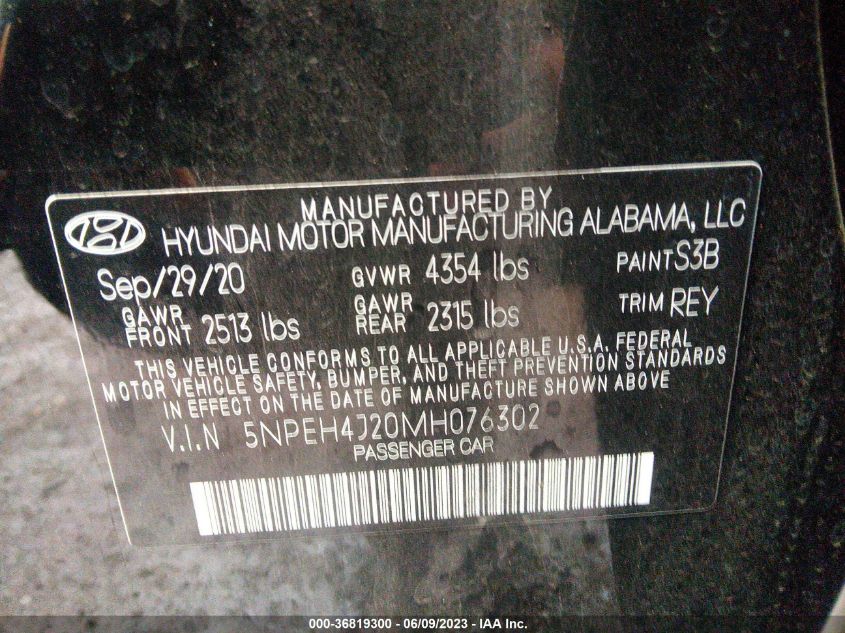 MANUFACTURED BY
HYUNDAI MOTOR MANUFACTURING ALABAMA, LLC
Sep/29/20 GVWR 4354 lbs PAINT S3B
GAWR FRONT 2513 lbs GAWR REAR 2315 lbs TRIM REY
THIS VEHICLE CONFORMS TO ALL APPLICABLE U.S.A. FEDERAL
MOTOR VEHICLE SAFETY, BUMPER, AND THEFT PREVENTION STANDARDS
IN EFFECT ON THE DATE OF MANUFACTURE SHOWN ABOVE
V.I.N 5NPEH4J20MH076302
PASSENGER CAR
000-36819300 - 06/09/2023 - IAA Inc.